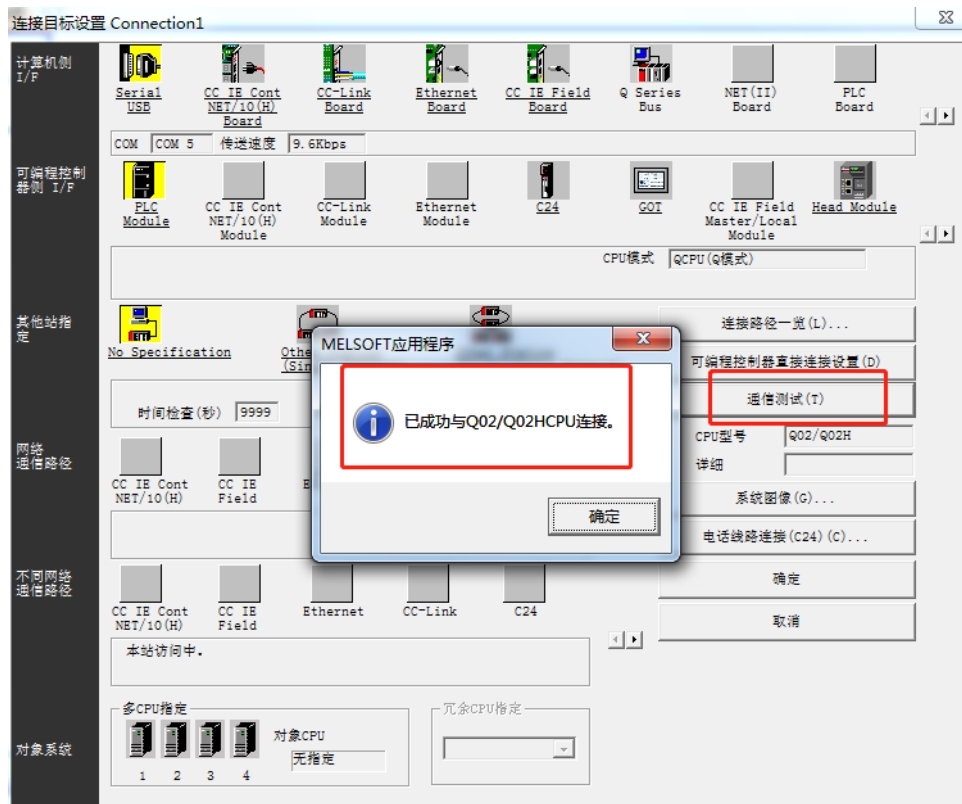 连接目标设置 Connection1
计算机侧
I/F
Serial
USB
CC IE Cont
NET/10(H)
Board
CC-Link
Board
Ethernet
Board
CC IE Field
Board
Q Series
Bus
NET(II)
Board
PLC
Board
COM COM 5 传送速度 9.6Kbps
可编程控制
器侧 I/F
PLC
Module
CC IE Cont
NET/10(H)
Module
CC-Link
Module
Ethernet
Module
C24
GOT
CC IE Field
Master/Local
Module
Head Module
CPU模式 QCPU(Q模式)
其他站指
定
No Specification
时间检查(秒) 9999
连接路径一览(L)...
可编程控制器直接连接设置(D)
通信测试(T)
CPU型号 Q02/Q02H
详细
系统图像(G)...
电话线路连接(C24)(C)...
确定
取消
MELSOFT应用程序
已成功与Q02/Q02HCPU连接。
确定
网络
通信路径
CC IE Cont
NET/10(H)
CC IE
Field
不同网络
通信路径
CC IE Cont
NET/10(H)
CC IE
Field
Ethernet
CC-Link
C24
本站访问中.
对象系统
多CPU指定
1 2 3 4
对象CPU
无指定
冗余CPU指定